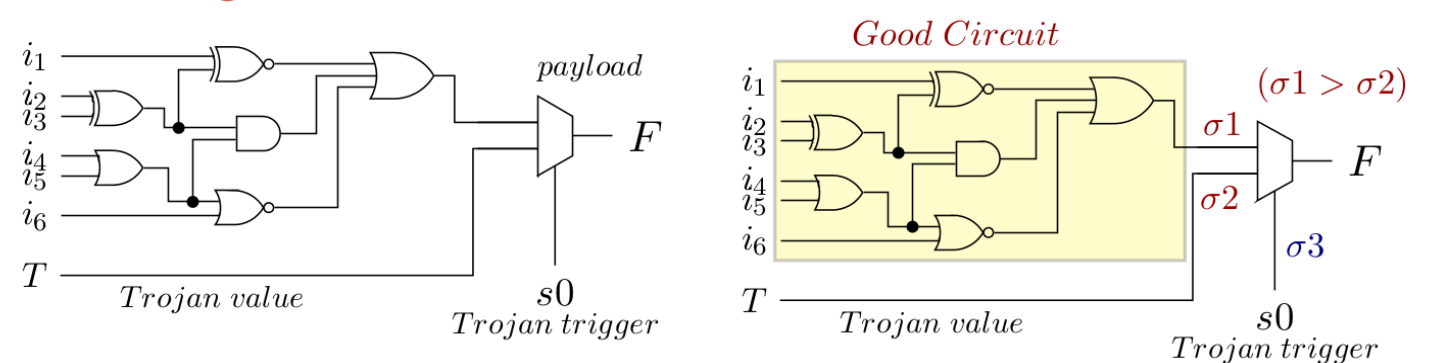 i₁
i₂
i₃
i₄
i₅
i₆
T
Trojan value
payload
F
s0
Trojan trigger
Good Circuit
i₁
i₂
i₃
i₄
i₅
i₆
T
Trojan value
(σ1 > σ2)
σ1
σ2
F
σ3
s0
Trojan trigger